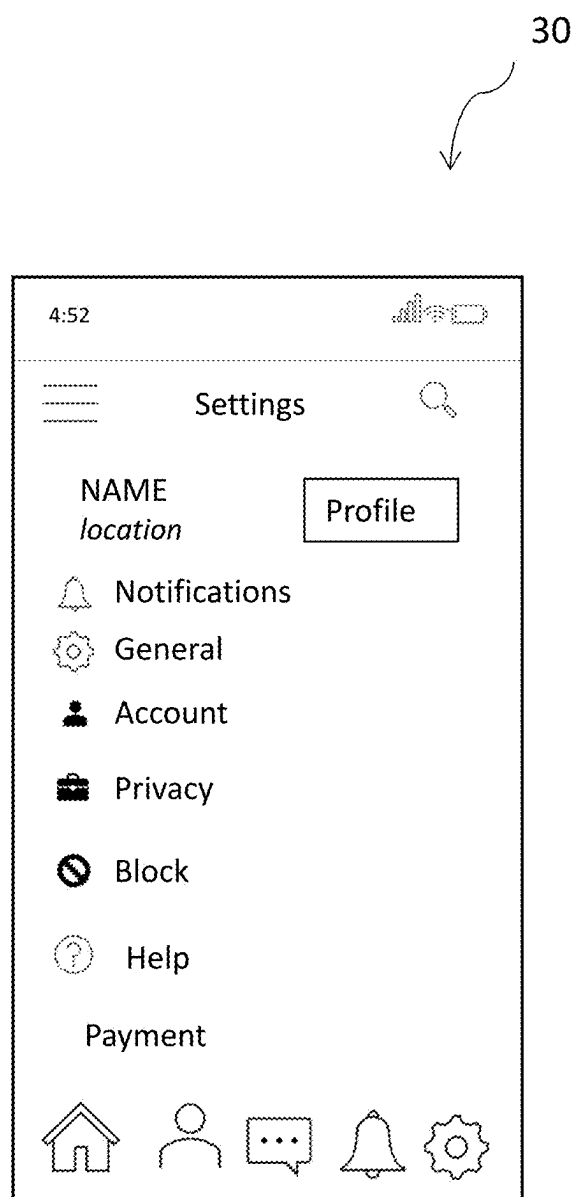 30
4:52
Settings
NAME
location
Profile
Notifications
General
Account
Privacy
Block
? Help
Payment